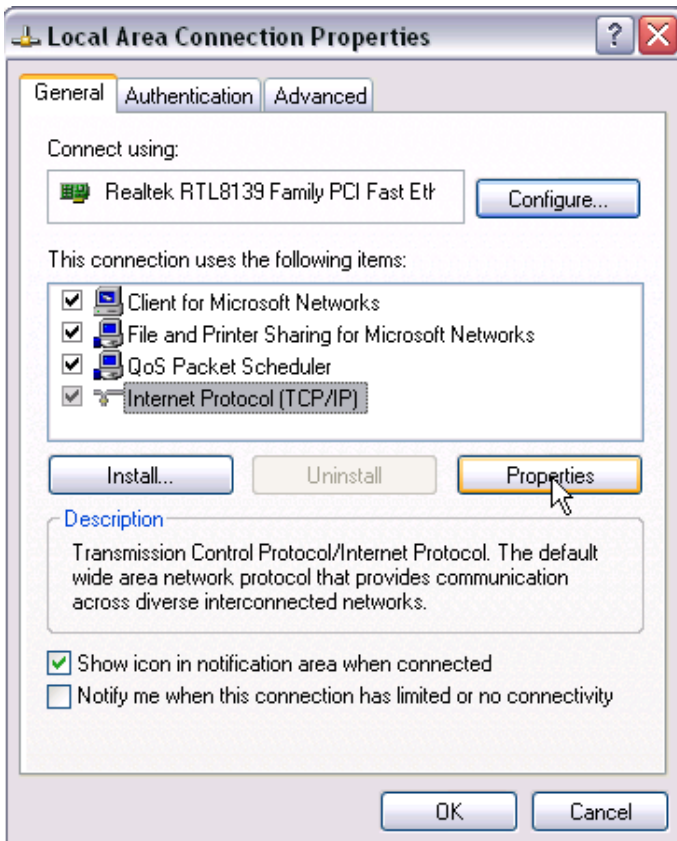 Local Area Connection Properties
General Authentication Advanced
Connect using:
Realtek RTL8139 Family PCI Fast Eth
Configure...
This connection uses the following items:
Client for Microsoft Networks
File and Printer Sharing for Microsoft Networks
QoS Packet Scheduler
Internet Protocol (TCP/IP)
Install... Uninstall Properties
Description
Transmission Control Protocol/Internet Protocol. The default
wide area network protocol that provides communication
across diverse interconnected networks.
Show icon in notification area when connected
Notify me when this connection has limited or no connectivity
OK Cancel